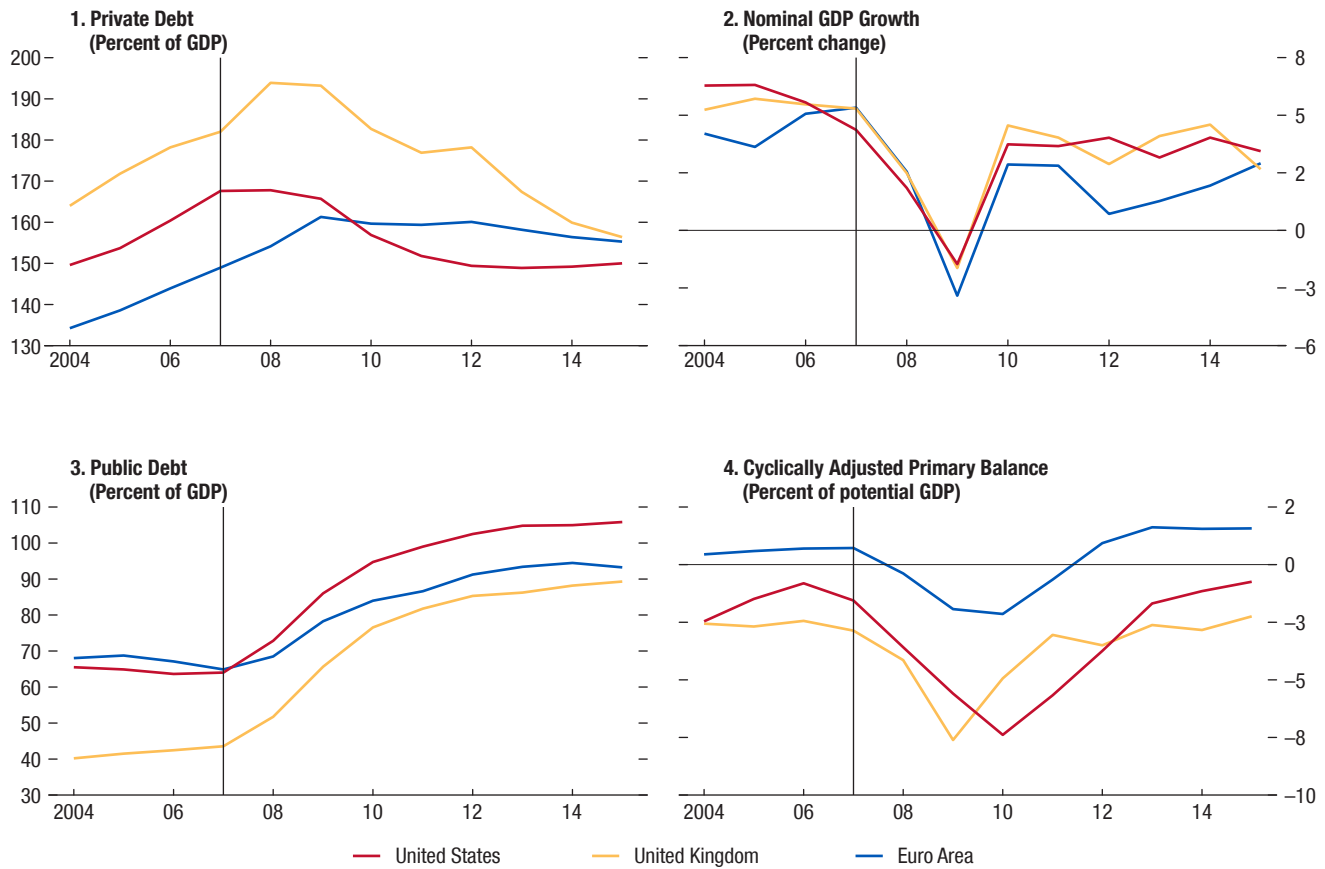 1. Private Debt
(Percent of GDP)
200
190
180
170
160
150
140
130
2004 06 08 10 12 14
2. Nominal GDP Growth
(Percent change)
8
5
2
0
–3
–6
2004 06 08 10 12 14
3. Public Debt
(Percent of GDP)
110
100
90
80
70
60
50
40
30
2004 06 08 10 12 14
4. Cyclically Adjusted Primary Balance
(Percent of potential GDP)
2
0
–3
–5
–8
–10
2004 06 08 10 12 14
United States United Kingdom Euro Area